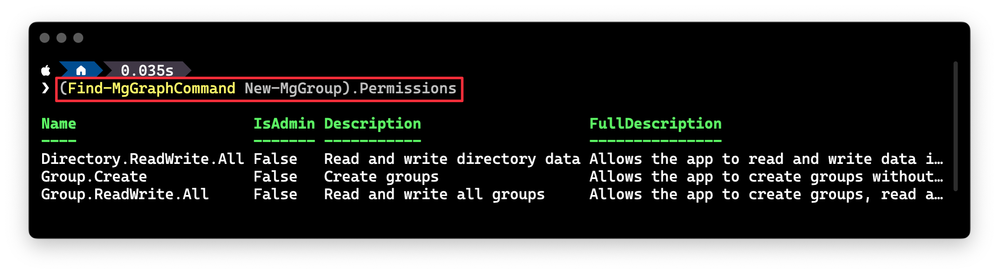 0.035s
❯ (Find-MgGraphCommand New-MgGroup).Permissions
Name IsAdmin Description FullDescription
---- ------- ----------- ---------------
Directory.ReadWrite.All False Read and write directory data Allows the app to read and write data i…
Group.Create False Create groups Allows the app to create groups without…
Group.ReadWrite.All False Read and write all groups Allows the app to create groups, read a…